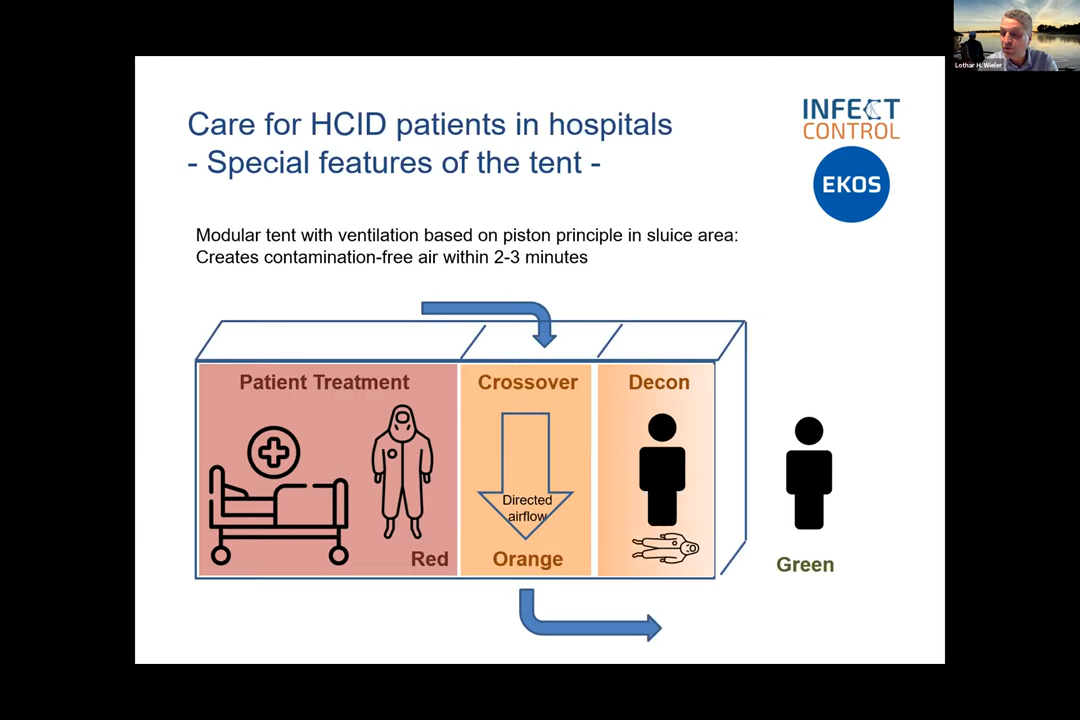 Lothar H. Wieler
Care for HCID patients in hospitals
- Special features of the tent -
INFECT
CONTROL
EKOS
Modular tent with ventilation based on piston principle in sluice area:
Creates contamination-free air within 2-3 minutes
Patient Treatment
Crossover
Decon
Directed
airflow
Red
Orange
Green